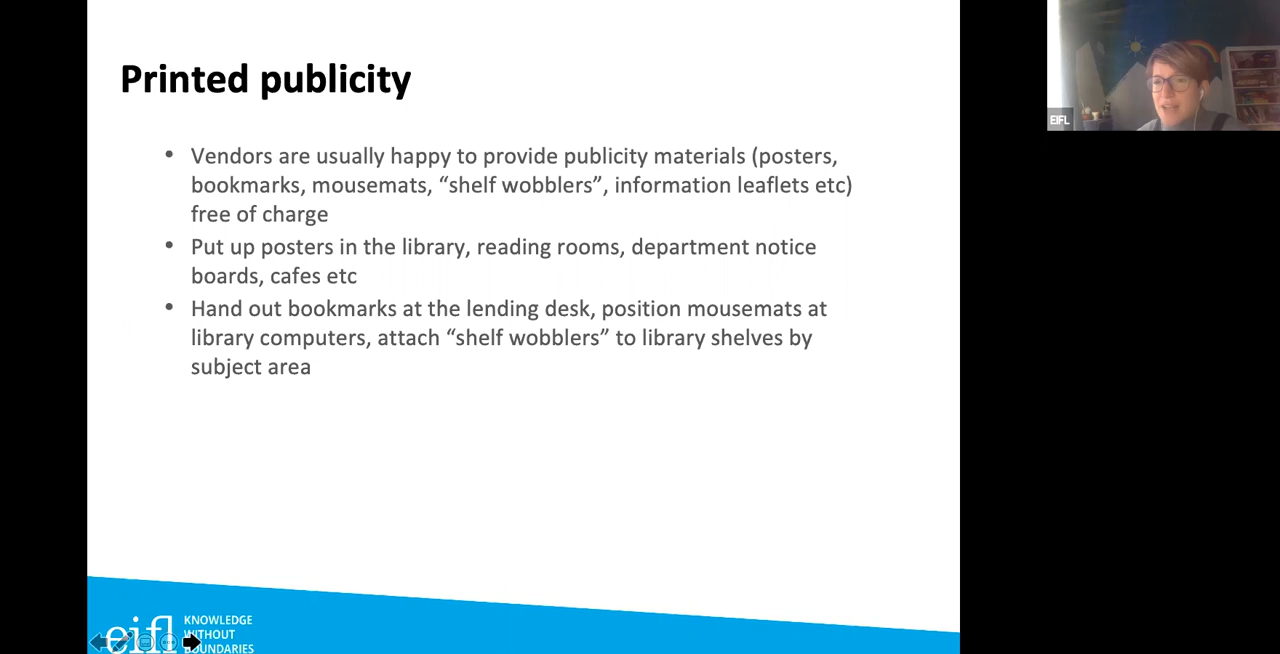 Printed publicity
• Vendors are usually happy to provide publicity materials (posters,
bookmarks, mousemats, “shelf wobblers”, information leaflets etc)
free of charge
• Put up posters in the library, reading rooms, department notice
boards, cafes etc
• Hand out bookmarks at the lending desk, position mousemats at
library computers, attach “shelf wobblers” to library shelves by
subject area
EIFL
eifl
KNOWLEDGE
WITHOUT
BOUNDARIES